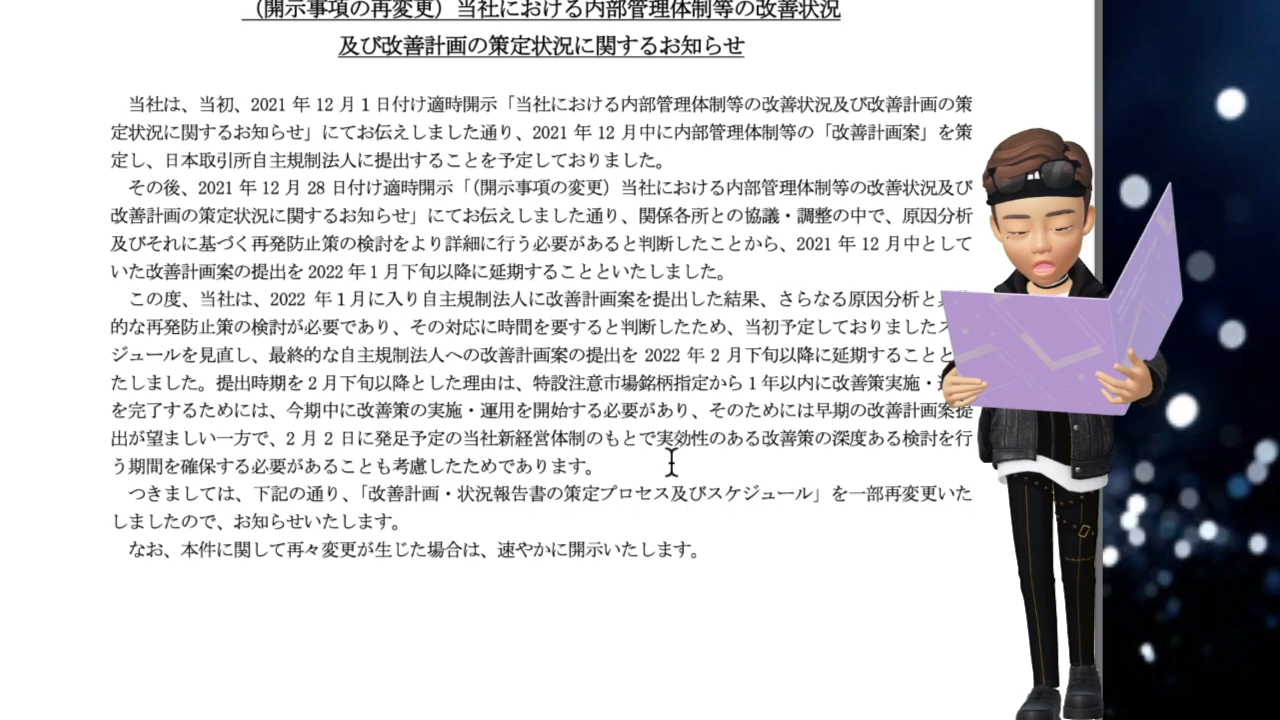 （開示事項の再変更）当社における内部管理体制等の改善状況
及び改善計画の策定状況に関するお知らせ
当社は、当初、2021 年 12 月 1 日付け適時開示「当社における内部管理体制等の改善状況及び改善計画の策
定状況に関するお知らせ」にてお伝えしました通り、2021 年 12 月中に内部管理体制等の「改善計画案」を策
定し、日本取引所自主規制法人に提出することを予定しておりました。
その後、2021 年 12 月 28 日付け適時開示「（開示事項の変更）当社における内部管理体制等の改善状況及び
改善計画の策定状況に関するお知らせ」にてお伝えしました通り、関係各所との協議・調整の中で、原因分析
及びそれに基づく再発防止策の検討をより詳細に行う必要があると判断したことから、2021 年 12 月中として
いた改善計画案の提出を 2022 年 1 月下旬以降に延期することといたしました。
この度、当社は、2022 年 1 月に入り自主規制法人に改善計画案を提出した結果、さらなる原因分析と
的な再発防止策の検討が必要であり、その対応に時間を要すると判断したため、当初予定しておりました
ジュールを見直し、最終的な自主規制法人への改善計画案の提出を 2022 年 2 月下旬以降に延期することと
たしました。提出時期を 2 月下旬以降とした理由は、特設注意市場銘柄指定から 1 年以内に改善策実施・
を完了するためには、今期中に改善策の実施・運用を開始する必要があり、そのためには早期の改善計画案提
出が望ましい一方で、2 月 2 日に発足予定の当社新経営体制のもとで実効性のある改善策の深度ある検討を行
う期間を確保する必要があることも考慮したためであります。
つきましては、下記の通り、「改善計画・状況報告書の策定プロセス及びスケジュール」を一部再変更いた
しましたので、お知らせいたします。
なお、本件に関して再々変更が生じた場合は、速やかに開示いたします。